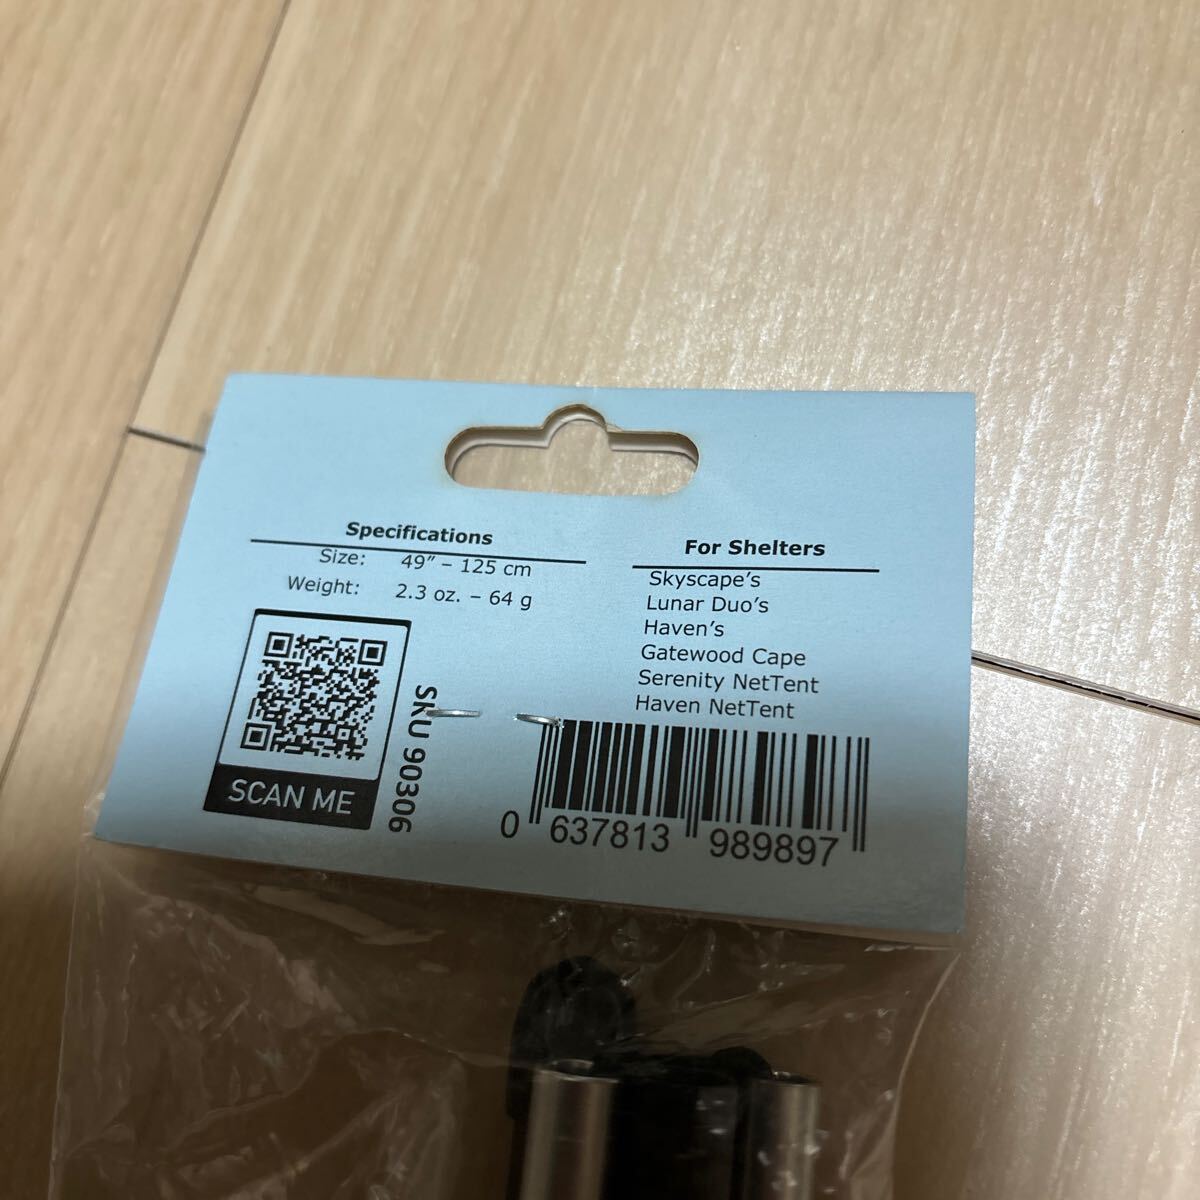 Specifications
Size: 49" – 125 cm
Weight: 2.3 oz. – 64 g
SCAN ME
SKU 90306
For Shelters
Skyscape's
Lunar Duo's
Haven's
Gatewood Cape
Serenity NetTent
Haven NetTent
0 637813 989897